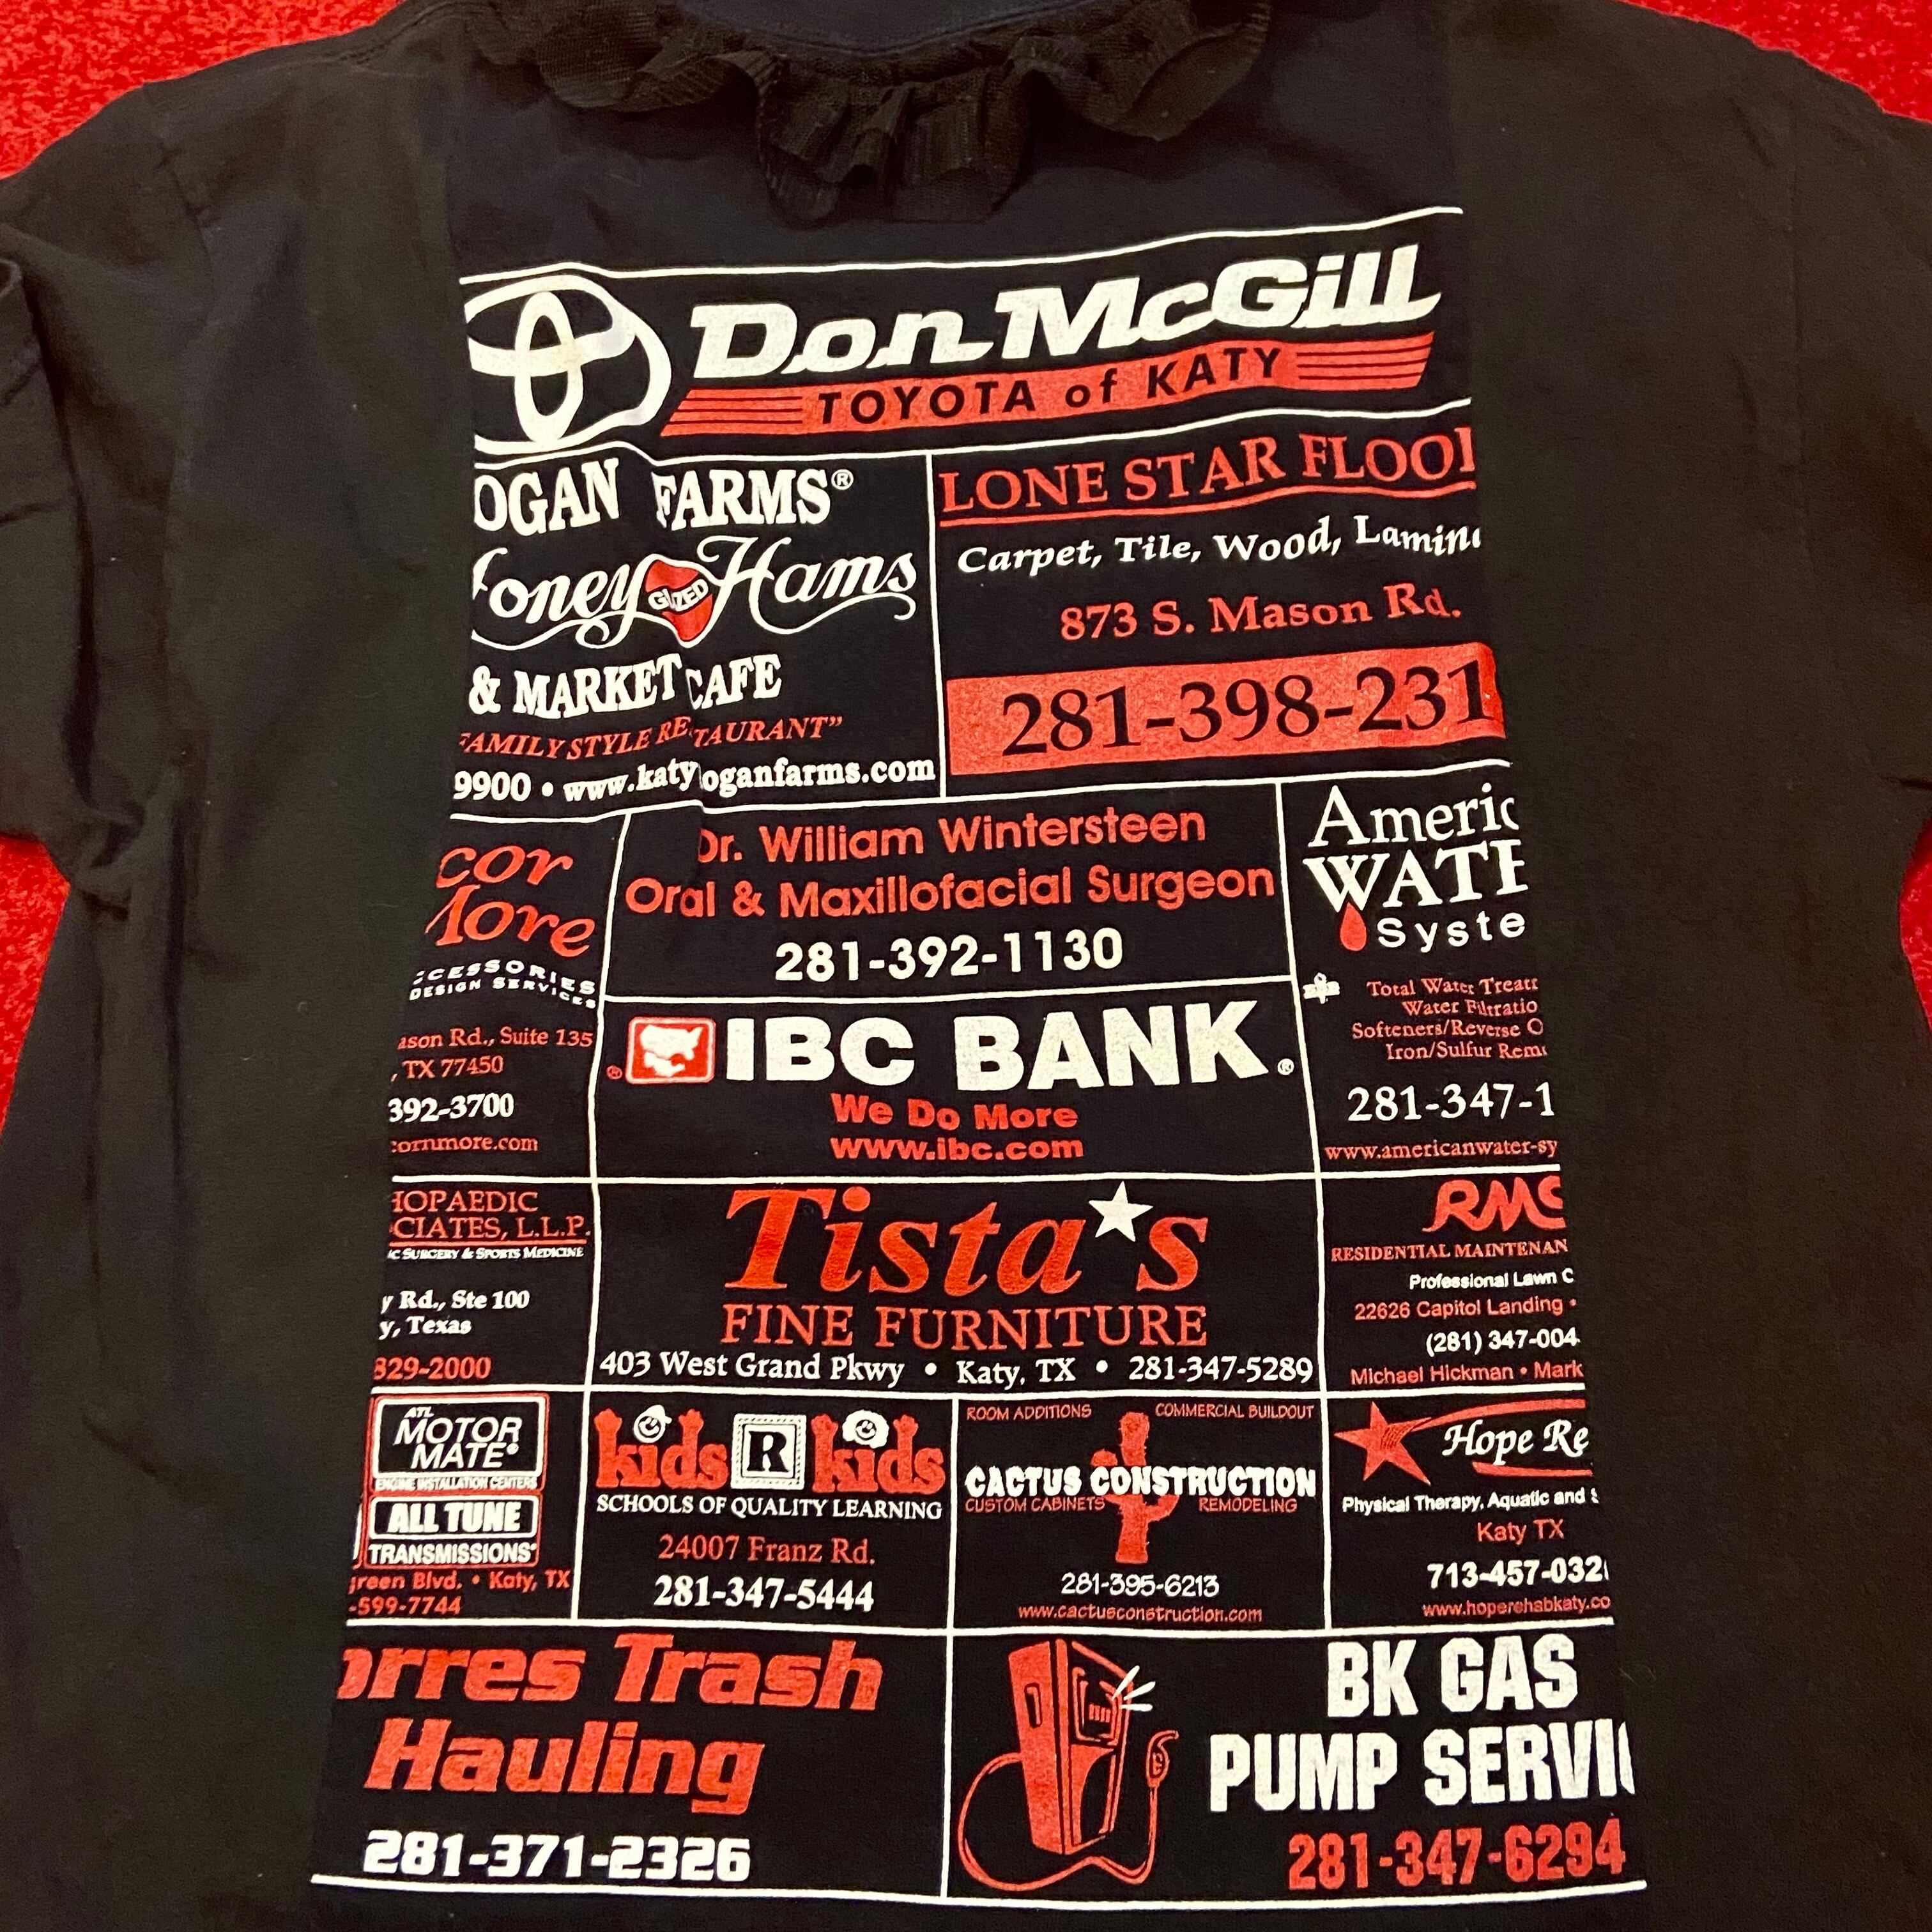 Don McGill
TOYOTA of KATY
OGAN FARMS®
oney GLZED Hams
& MARKET CAFE
FAMILY STYLE RESTAURANT”
9900 • www.katyloganfarms.com
LONE STAR FLOO
Carpet, Tile, Wood, Lamin
873 S. Mason Rd.
281-398-231
cor
More
CCESSORIES
DESIGN SERVICES
ason Rd., Suite 135
, TX 77450
392-3700
cornmore.com
Dr. William Wintersteen
Oral & Maxillofacial Surgeon
281-392-1130
IBC BANK®
We Do More
www.ibc.com
Americ
WATE
Syste
Total Water Treat
Water Filtratio
Softeners/Reverse O
Iron/Sulfur Rem
281-347-1
www.americanwater-sy
HOPAEDIC
CIATES, L.L.P.
IC SURGERY & SPORTS MEDICINE
y Rd., Ste 100
y, Texas
829-2000
Tista's
FINE FURNITURE
403 West Grand Pkwy • Katy, TX • 281-347-5289
RMC
RESIDENTIAL MAINTENAN
Professional Lawn C
22626 Capitol Landing •
(281) 347-004
Michael Hickman • Mark
ATL
MOTOR
MATE®
ENGINE INSTALLATION CENTERS
ALL TUNE
TRANSMISSIONS®
green Blvd. • Katy, TX
-599-7744
kids R kids
SCHOOLS OF QUALITY LEARNING
24007 Franz Rd.
281-347-5444
ROOM ADDITIONS COMMERCIAL BUILDOUT
CACTUS CONSTRUCTION
CUSTOM CABINETS REMODELING
281-395-6213
www.cactusconstruction.com
Hope Re
Physical Therapy, Aquatic and S
Katy TX
713-457-032
www.hoperehabkaty.co
orres Trash
Hauling
281-371-2326
BK GAS
PUMP SERVI
281-347-6294